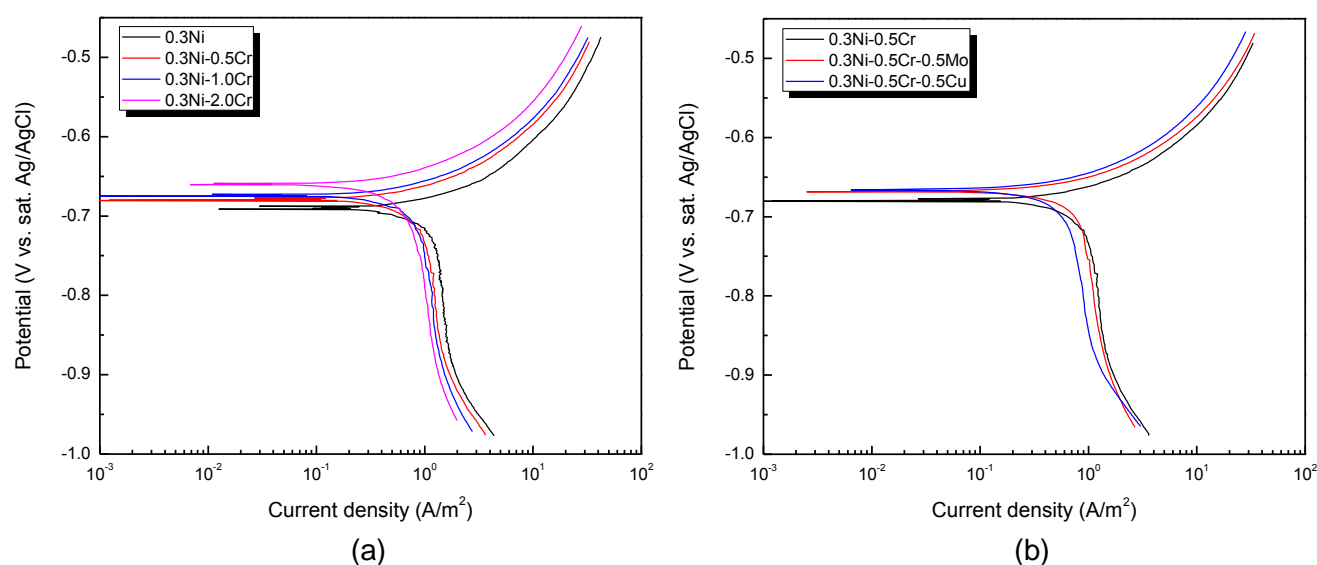 0.3Ni
0.3Ni-0.5Cr
0.3Ni-1.0Cr
0.3Ni-2.0Cr
-0.5
-0.6
-0.7
-0.8
-0.9
-1.0
Potential (V vs. sat. Ag/AgCl)
10⁻³ 10⁻² 10⁻¹ 10⁰ 10¹ 10²
Current density (A/m²)
(a)
0.3Ni-0.5Cr
0.3Ni-0.5Cr-0.5Mo
0.3Ni-0.5Cr-0.5Cu
-0.5
-0.6
-0.7
-0.8
-0.9
-1.0
Potential (V vs. sat. Ag/AgCl)
10⁻³ 10⁻² 10⁻¹ 10⁰ 10¹ 10²
Current density (A/m²)
(b)